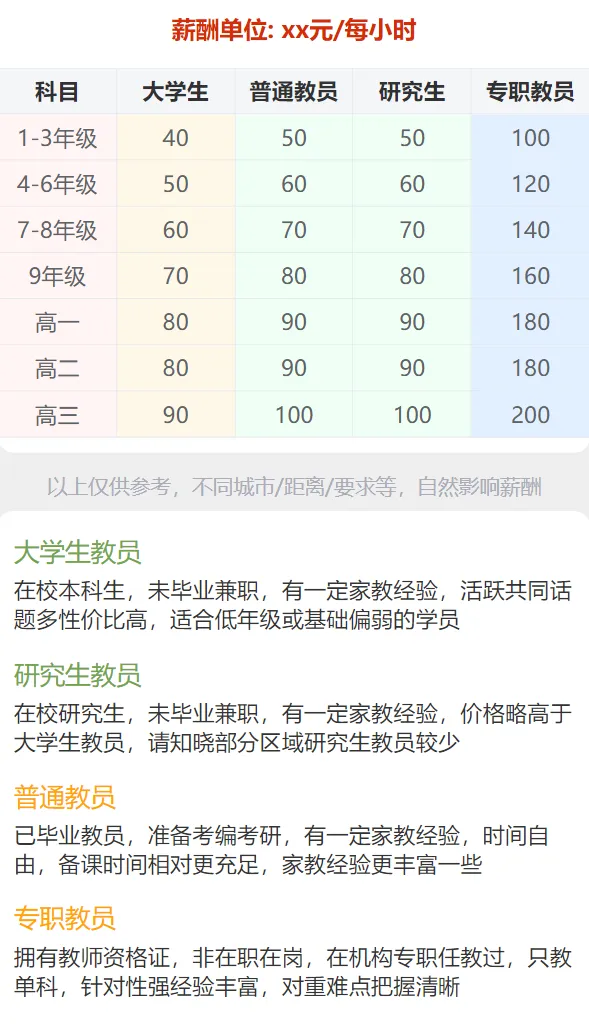 薪酬单位: xx元/每小时
科目 大学生 普通教员 研究生 专职教员
1-3年级 40 50 50 100
4-6年级 50 60 60 120
7-8年级 60 70 70 140
9年级 70 80 80 160
高一 80 90 90 180
高二 80 90 90 180
高三 90 100 100 200
以上仅供参考，不同城市/距离/要求等，自然影响薪酬
大学生教员
在校本科生，未毕业兼职，有一定家教经验，活跃共同话
题多性价比高，适合低年级或基础偏弱的学员
研究生教员
在校研究生，未毕业兼职，有一定家教经验，价格略高于
大学生教员，请知晓部分区域研究生教员较少
普通教员
已毕业教员，准备考编考研，有一定家教经验，时间自
由，备课时间相对更充足，家教经验更丰富一些
专职教员
拥有教师资格证，非在职在岗，在机构专职任教过，只教
单科，针对性强经验丰富，对重难点把握清晰